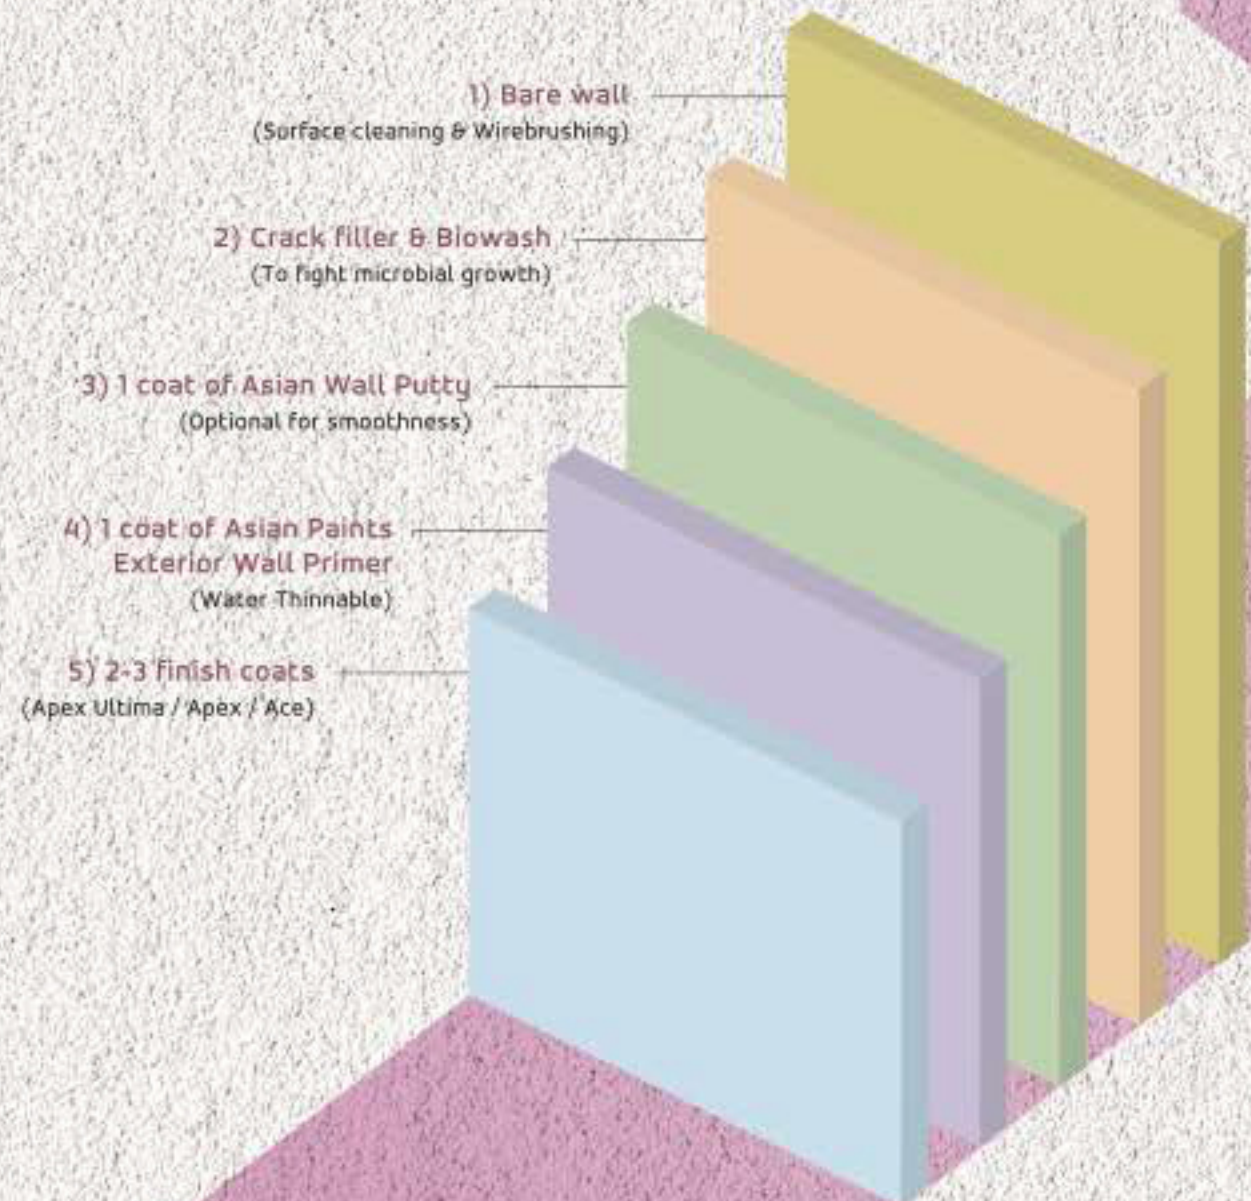 1) Bare wall
(Surface cleaning & Wirebrushing)
2) Crack filler & Biowash
(To fight microbial growth)
3) 1 coat of Asian Wall Putty
(Optional for smoothness)
4) 1 coat of Asian Paints
Exterior Wall Primer
(Water Thinnable)
5) 2-3 finish coats
(Apex Ultima / Apex / Ace)